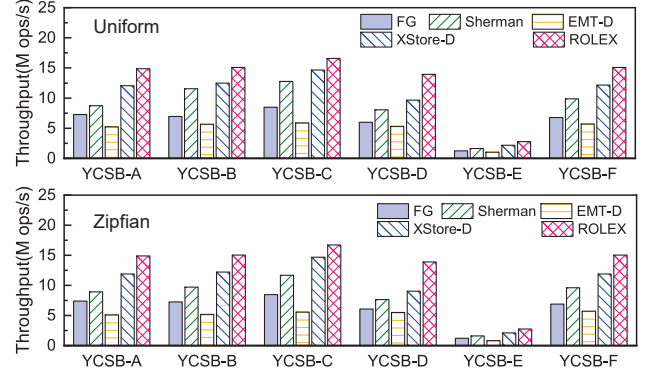 Uniform
FG Sherman EMT-D
XStore-D ROLEX
Throughput(M ops/s)
25
20
15
10
5
0
YCSB-A YCSB-B YCSB-C YCSB-D YCSB-E YCSB-F
Zipfian
FG Sherman EMT-D
XStore-D ROLEX
Throughput(M ops/s)
25
20
15
10
5
0
YCSB-A YCSB-B YCSB-C YCSB-D YCSB-E YCSB-F